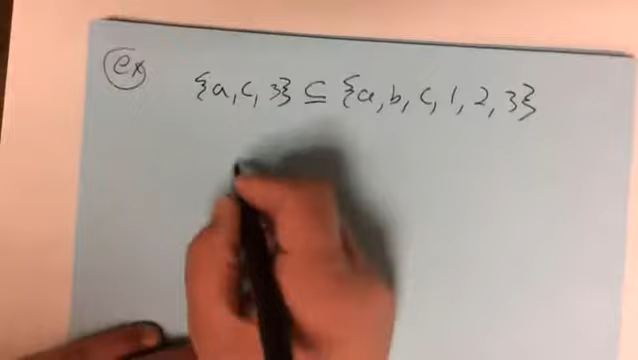 ex {a, c, 3} ⊆ {a, b, c, 1, 2, 3}